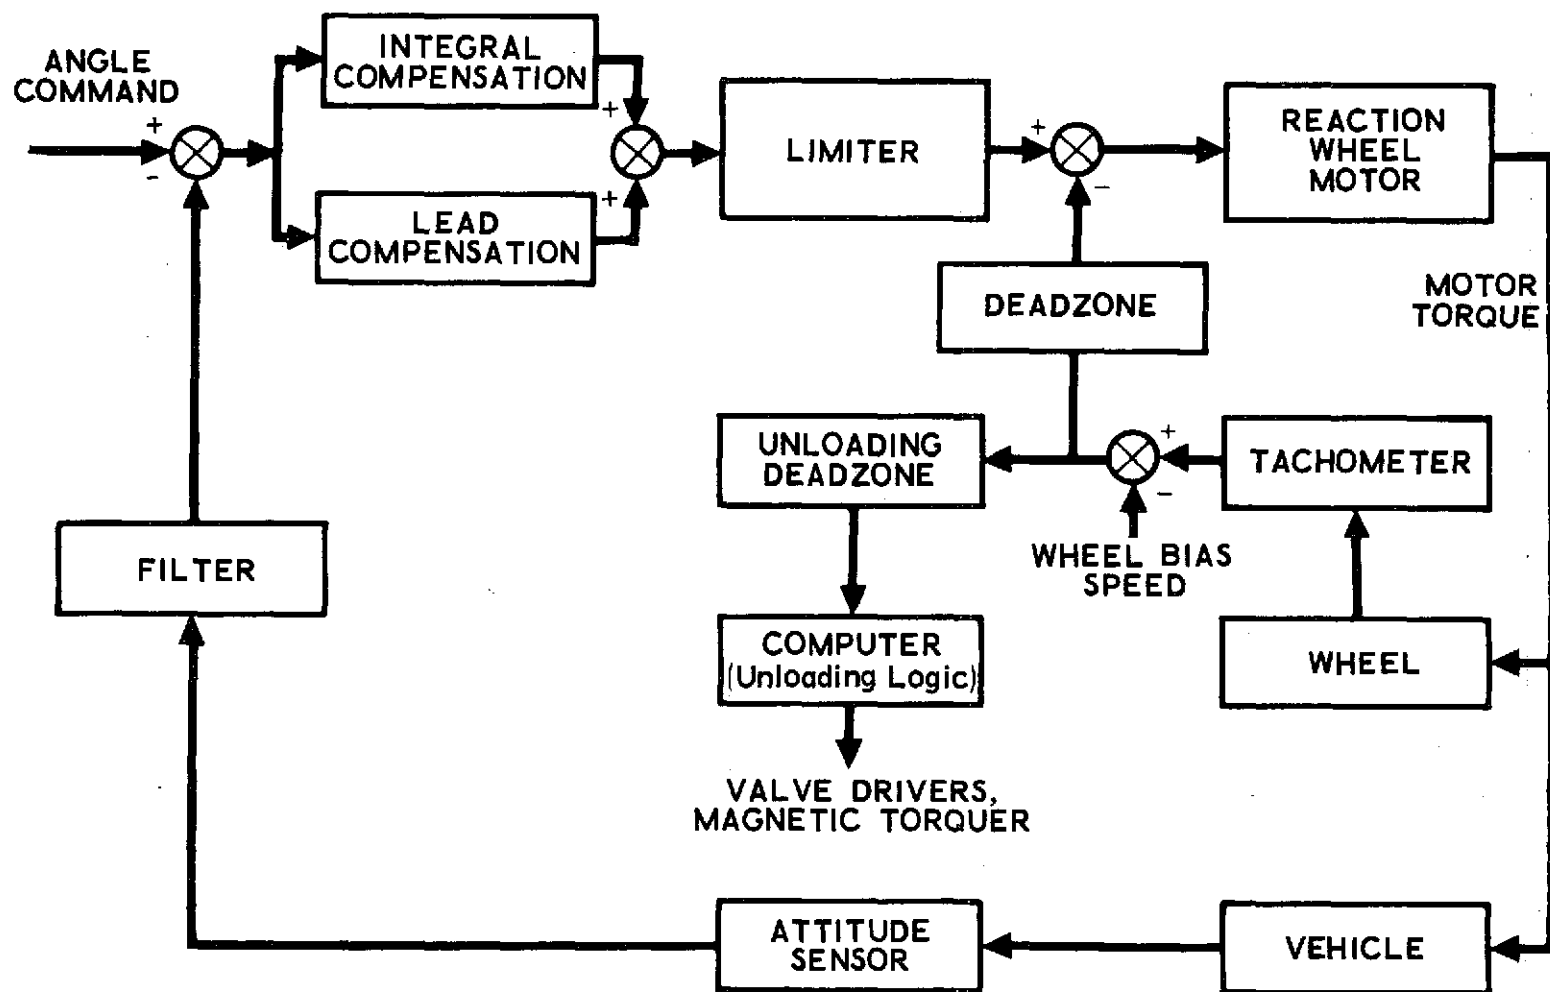 ANGLE
COMMAND
+
-
INTEGRAL
COMPENSATION
LEAD
COMPENSATION
+
+
LIMITER
+
-
REACTION
WHEEL
MOTOR
MOTOR
TORQUE
DEADZONE
UNLOADING
DEADZONE
+
-
TACHOMETER
WHEEL BIAS
SPEED
FILTER
COMPUTER
(Unloading Logic)
WHEEL
VALVE DRIVERS,
MAGNETIC TORQUER
ATTITUDE
SENSOR
VEHICLE